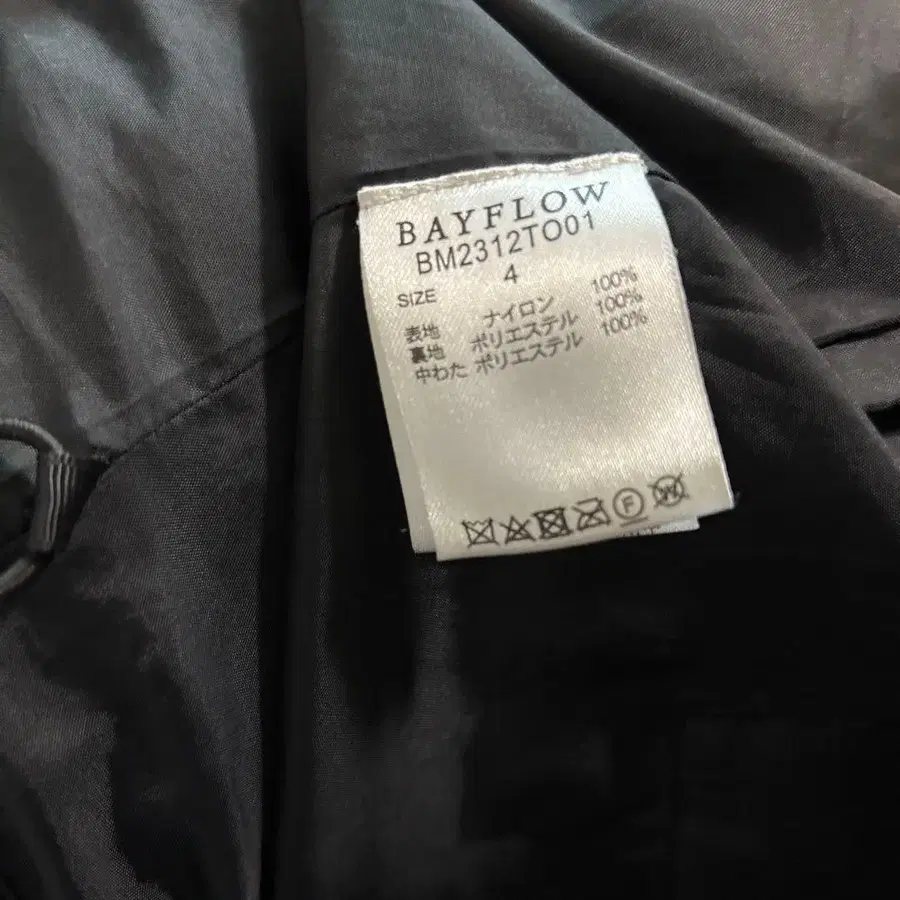 BAYFLOW
BM2312TO01
SIZE 4
表地 ナイロン 100%
裏地 ポリエステル 100%
中わた ポリエステル 100%
F W